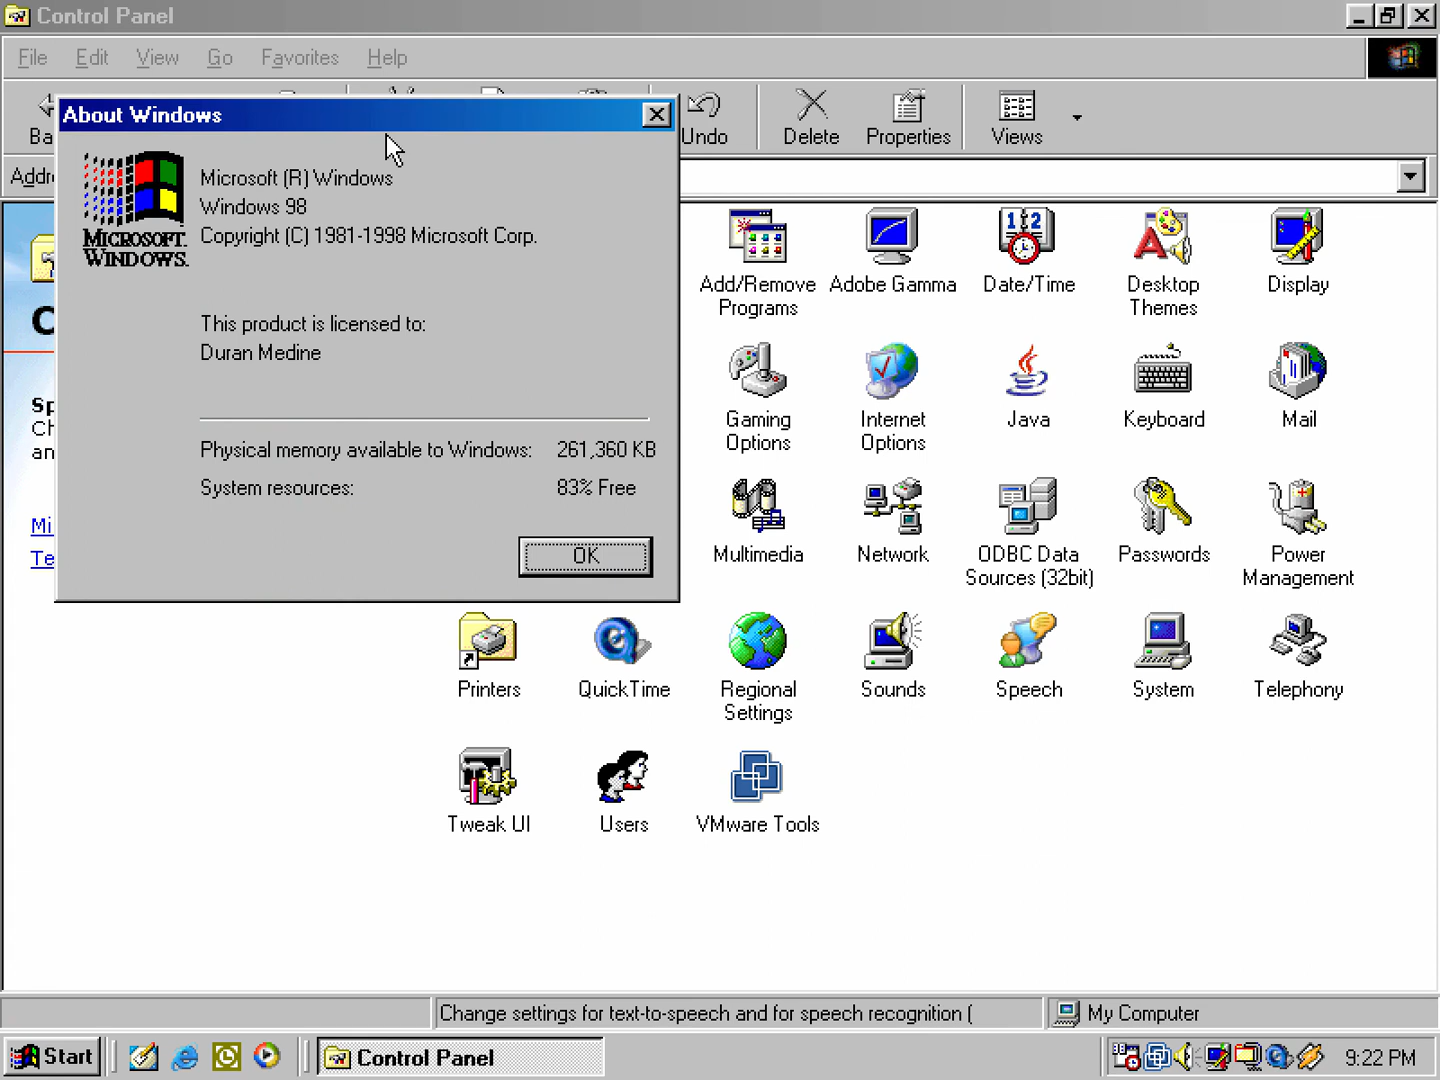 Control Panel
File Edit View Go Favorites Help
Undo Delete Properties Views
About Windows
Microsoft (R) Windows
Windows 98
Copyright (C) 1981-1998 Microsoft Corp.
MICROSOFT.
WINDOWS.
This product is licensed to:
Duran Medine
Physical memory available to Windows: 261,360 KB
System resources: 83% Free
OK
Add/Remove
Programs
Adobe Gamma
Date/Time
Desktop
Themes
Display
Gaming
Options
Internet
Options
Java
Keyboard
Mail
Multimedia
Network
ODBC Data
Sources (32bit)
Passwords
Power
Management
Printers
QuickTime
Regional
Settings
Sounds
Speech
System
Telephony
Tweak UI
Users
VMware Tools
Change settings for text-to-speech and for speech recognition (
My Computer
Start
Control Panel
9:22 PM